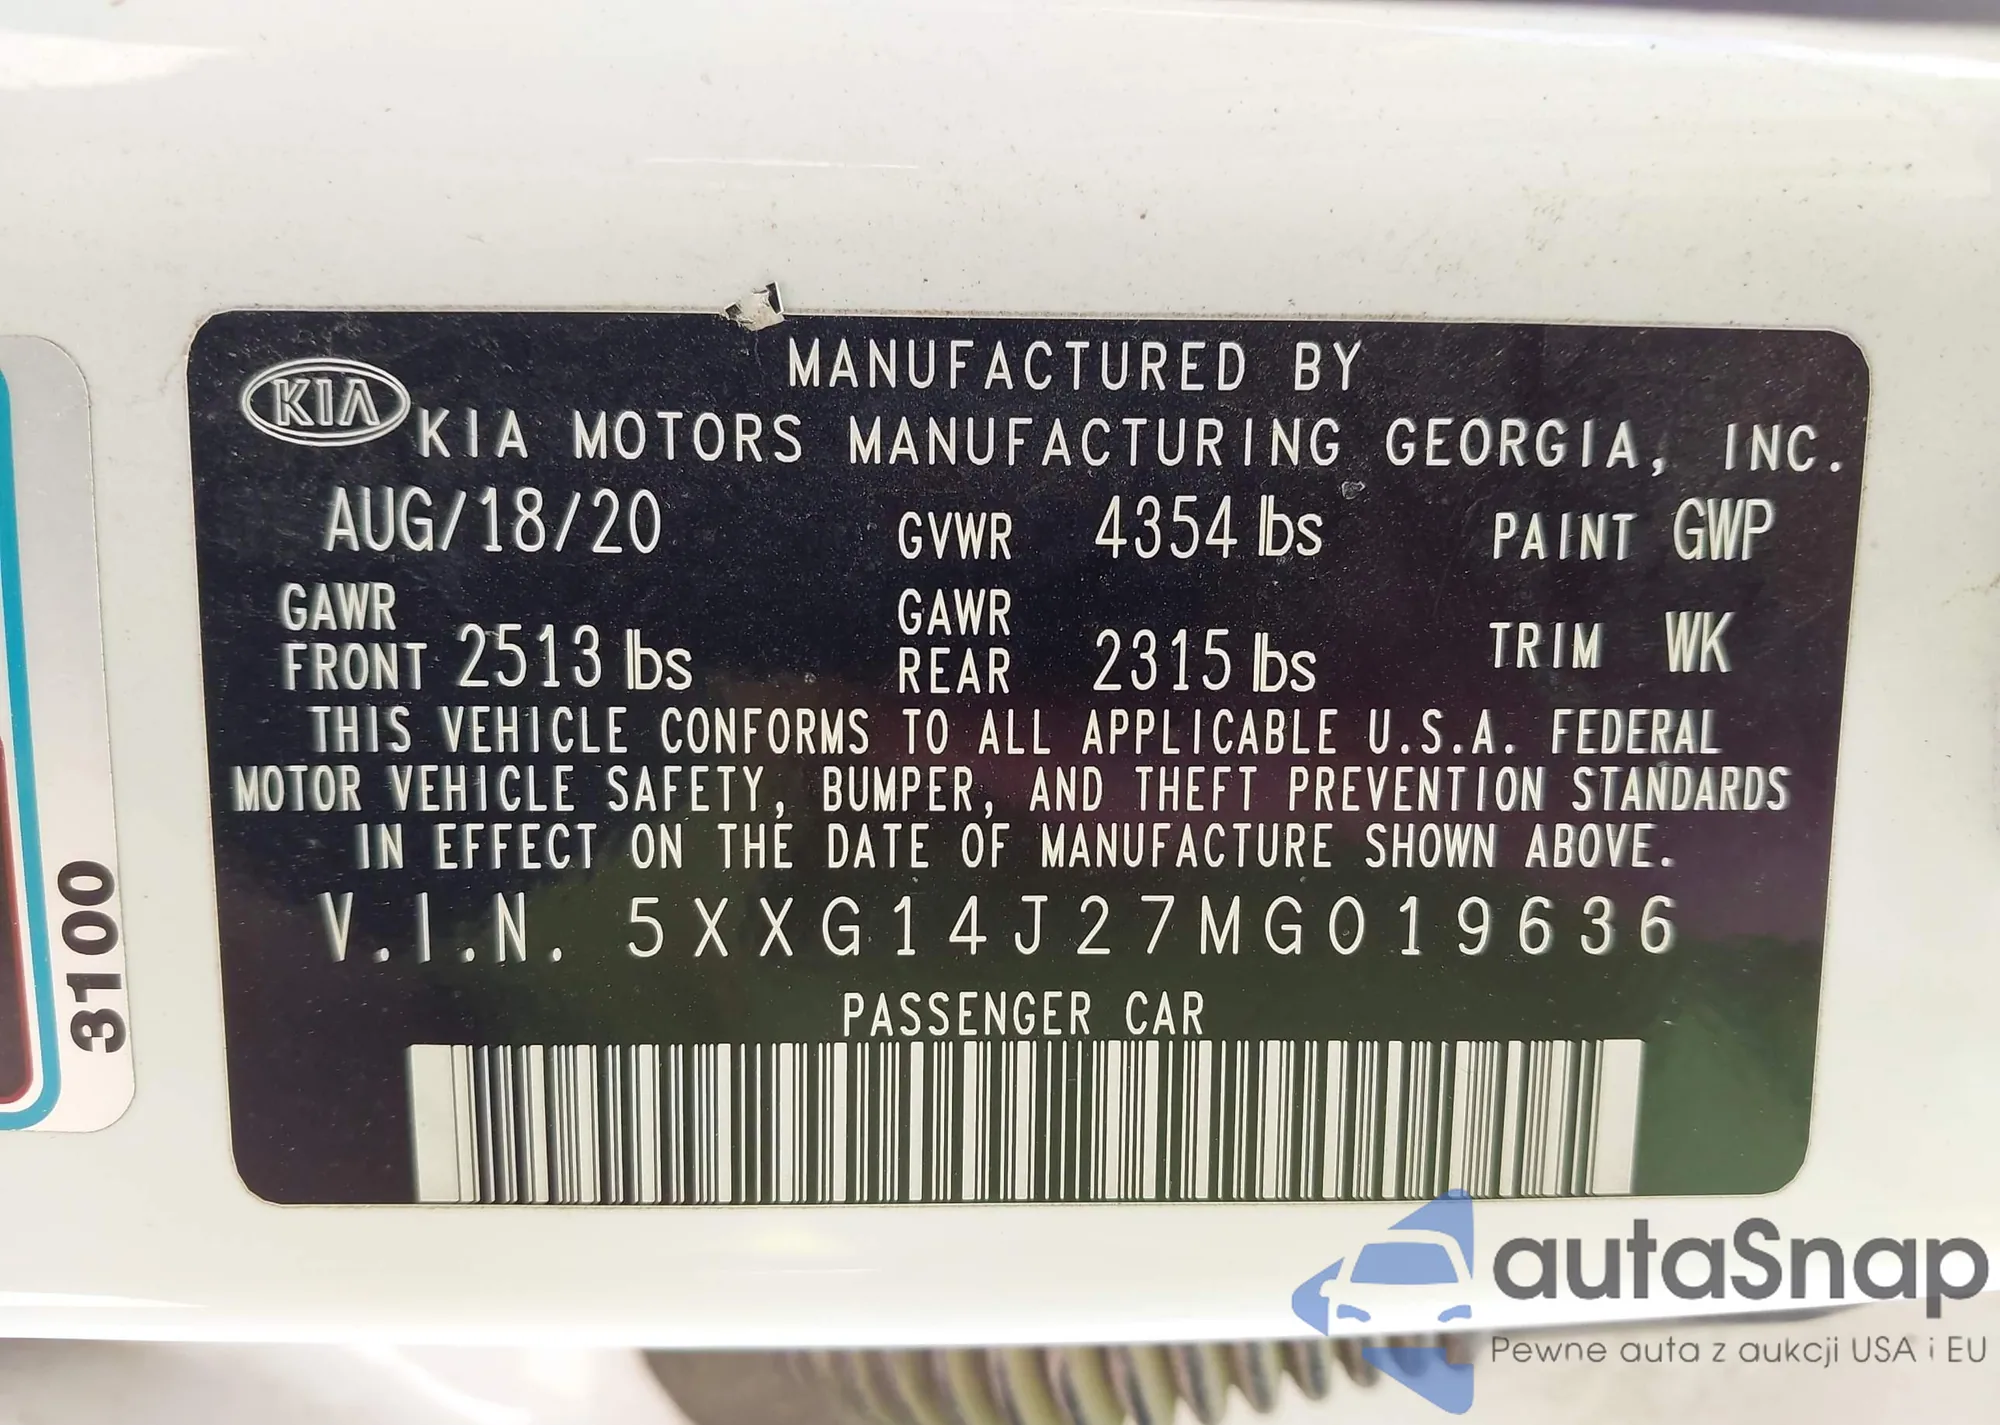 MANUFACTURED BY
KIA
KIA MOTORS MANUFACTURING GEORGIA, INC.
AUG/18/20 GVWR 4354 lbs PAINT GWP
GAWR FRONT 2513 lbs GAWR REAR 2315 lbs TRIM WK
THIS VEHICLE CONFORMS TO ALL APPLICABLE U.S.A. FEDERAL
MOTOR VEHICLE SAFETY, BUMPER, AND THEFT PREVENTION STANDARDS
IN EFFECT ON THE DATE OF MANUFACTURE SHOWN ABOVE.
V.I.N. 5XXG14J27MG019636
PASSENGER CAR
3100
autaSnap
Pewne auta z aukcji USA i EU